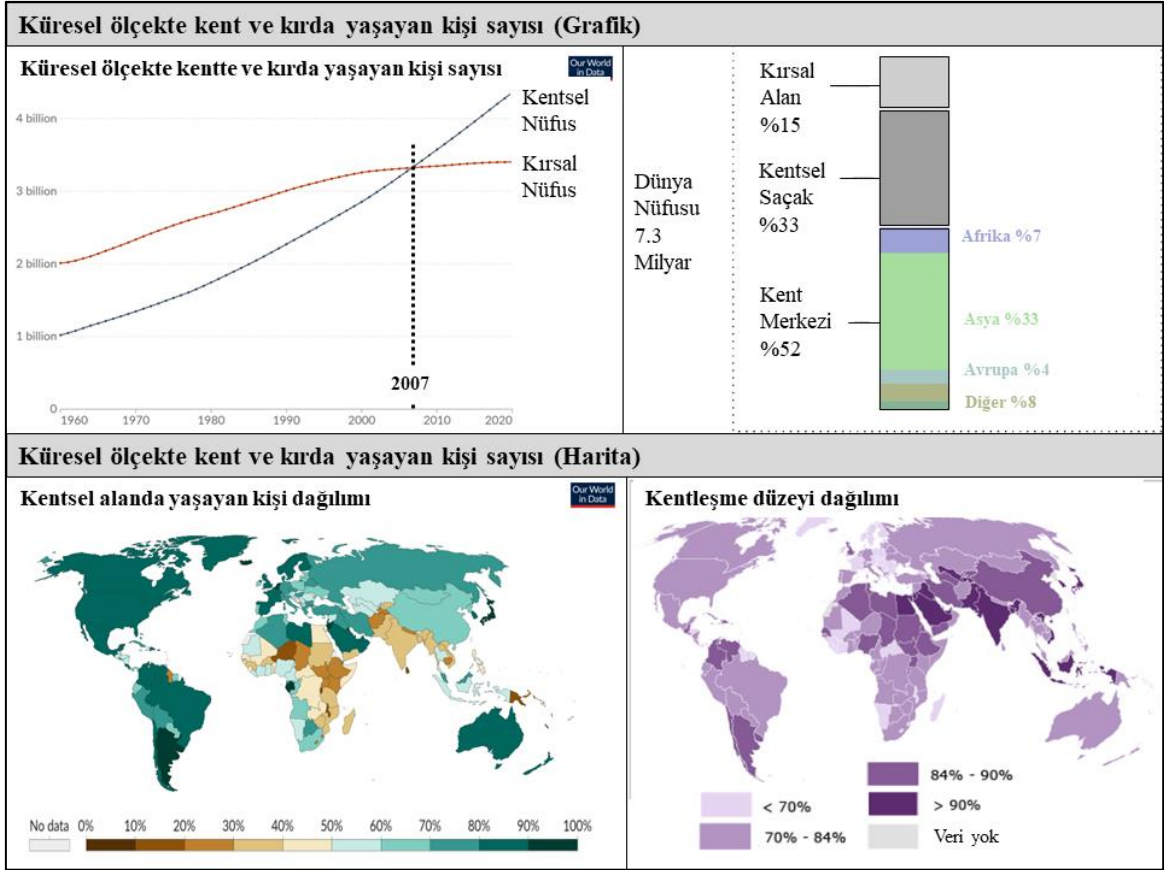 Küresel ölçekte kent ve kırda yaşayan kişi sayısı (Grafik)
Küresel ölçekte kentte ve kırda yaşayan kişi sayısı
Our World
in Data
4 billion
3 billion
2 billion
1 billion
0
1960
1970
1980
1990
2000
2010
2020
2007
Kentsel
Nüfus
Kırsal
Nüfus
Dünya
Nüfusu
7.3
Milyar
Kırsal
Alan
%15
Kentsel
Saçak
%33
Kent
Merkezi
%52
Afrika %7
Asya %33
Avrupa %4
Diğer %8
Küresel ölçekte kent ve kırda yaşayan kişi sayısı (Harita)
Kentsel alanda yaşayan kişi dağılımı
Our World
in Data
No data 0% 10% 20% 30% 40% 50% 60% 70% 80% 90% 100%
Kentleşme düzeyi dağılımı
< 70%
70% - 84%
84% - 90%
> 90%
Veri yok